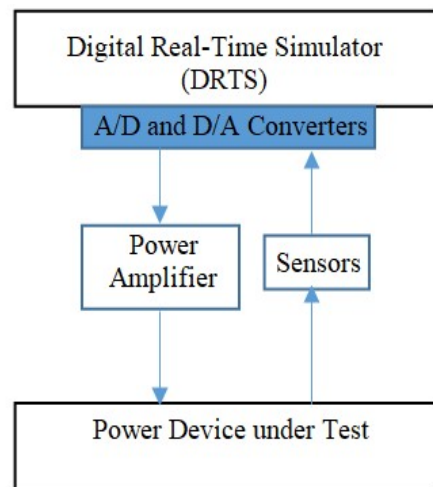 Digital Real-Time Simulator
(DRTS)
A/D and D/A Converters
Power
Amplifier
Sensors
Power Device under Test